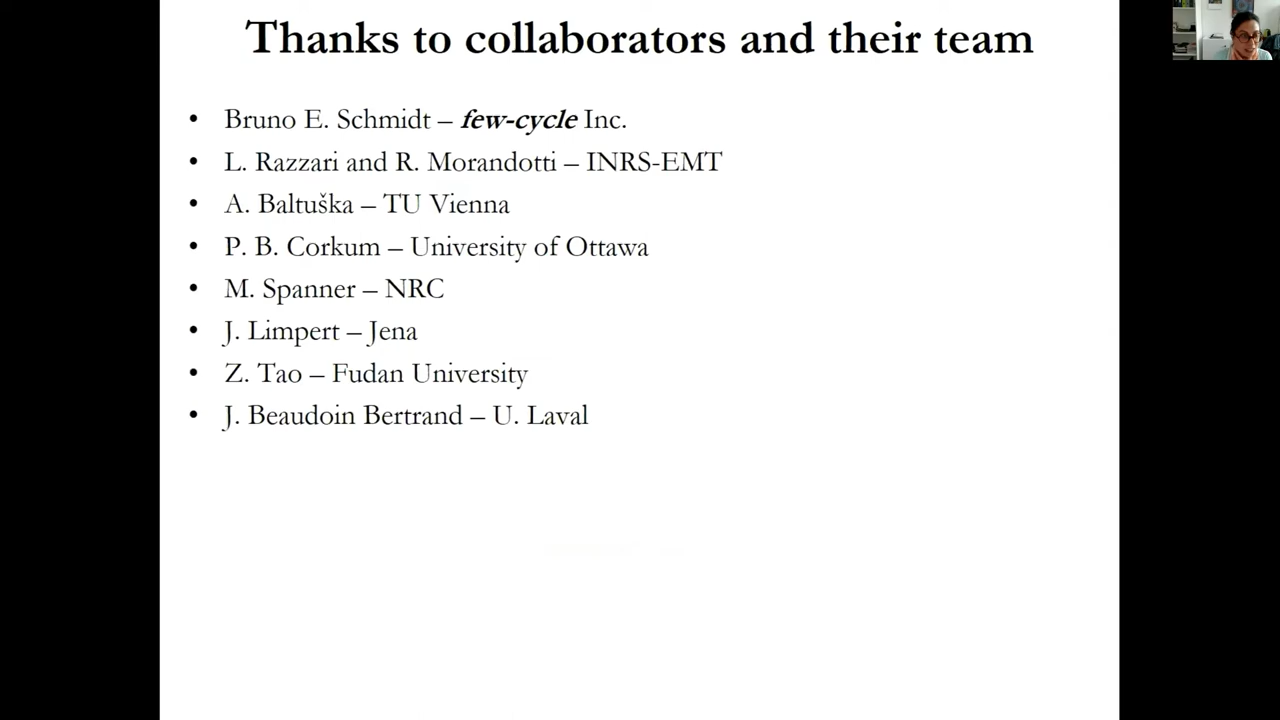 Thanks to collaborators and their team
• Bruno E. Schmidt – few-cycle Inc.
• L. Razzari and R. Morandotti – INRS-EMT
• A. Baltuška – TU Vienna
• P. B. Corkum – University of Ottawa
• M. Spanner – NRC
• J. Limpert – Jena
• Z. Tao – Fudan University
• J. Beaudoin Bertrand – U. Laval